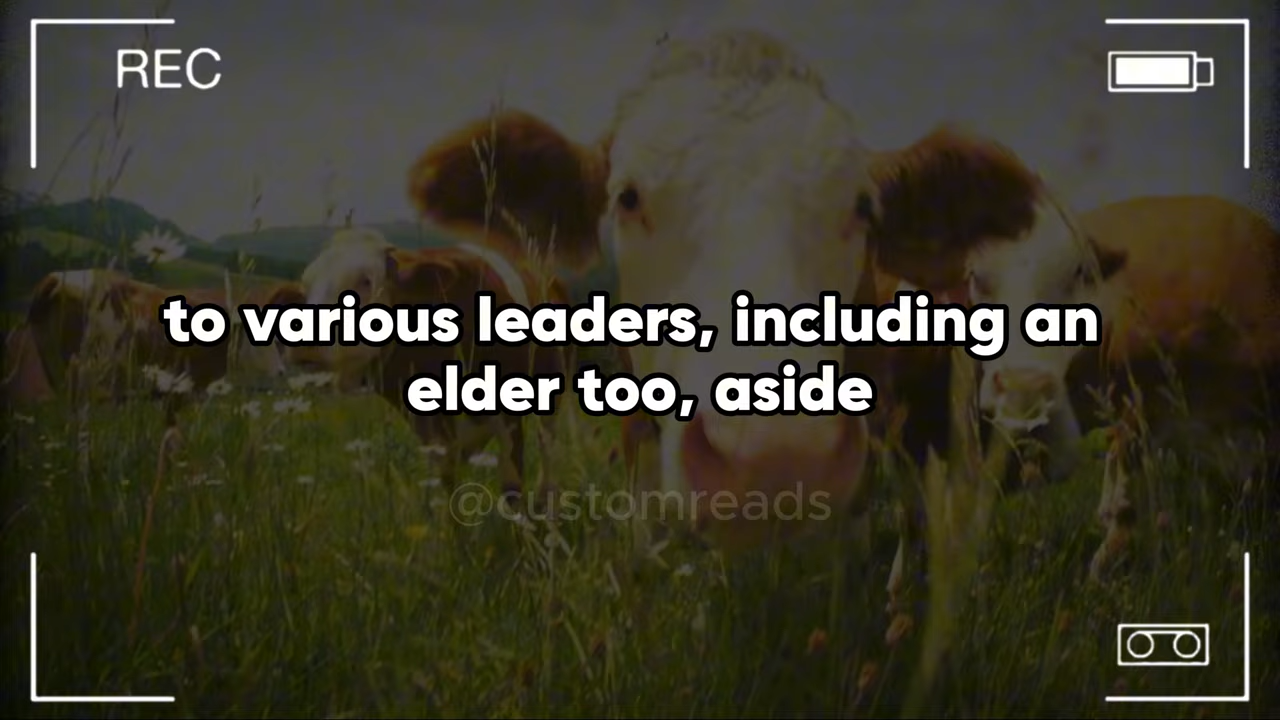 REC
to various leaders, including an
elder too, aside
@customreads